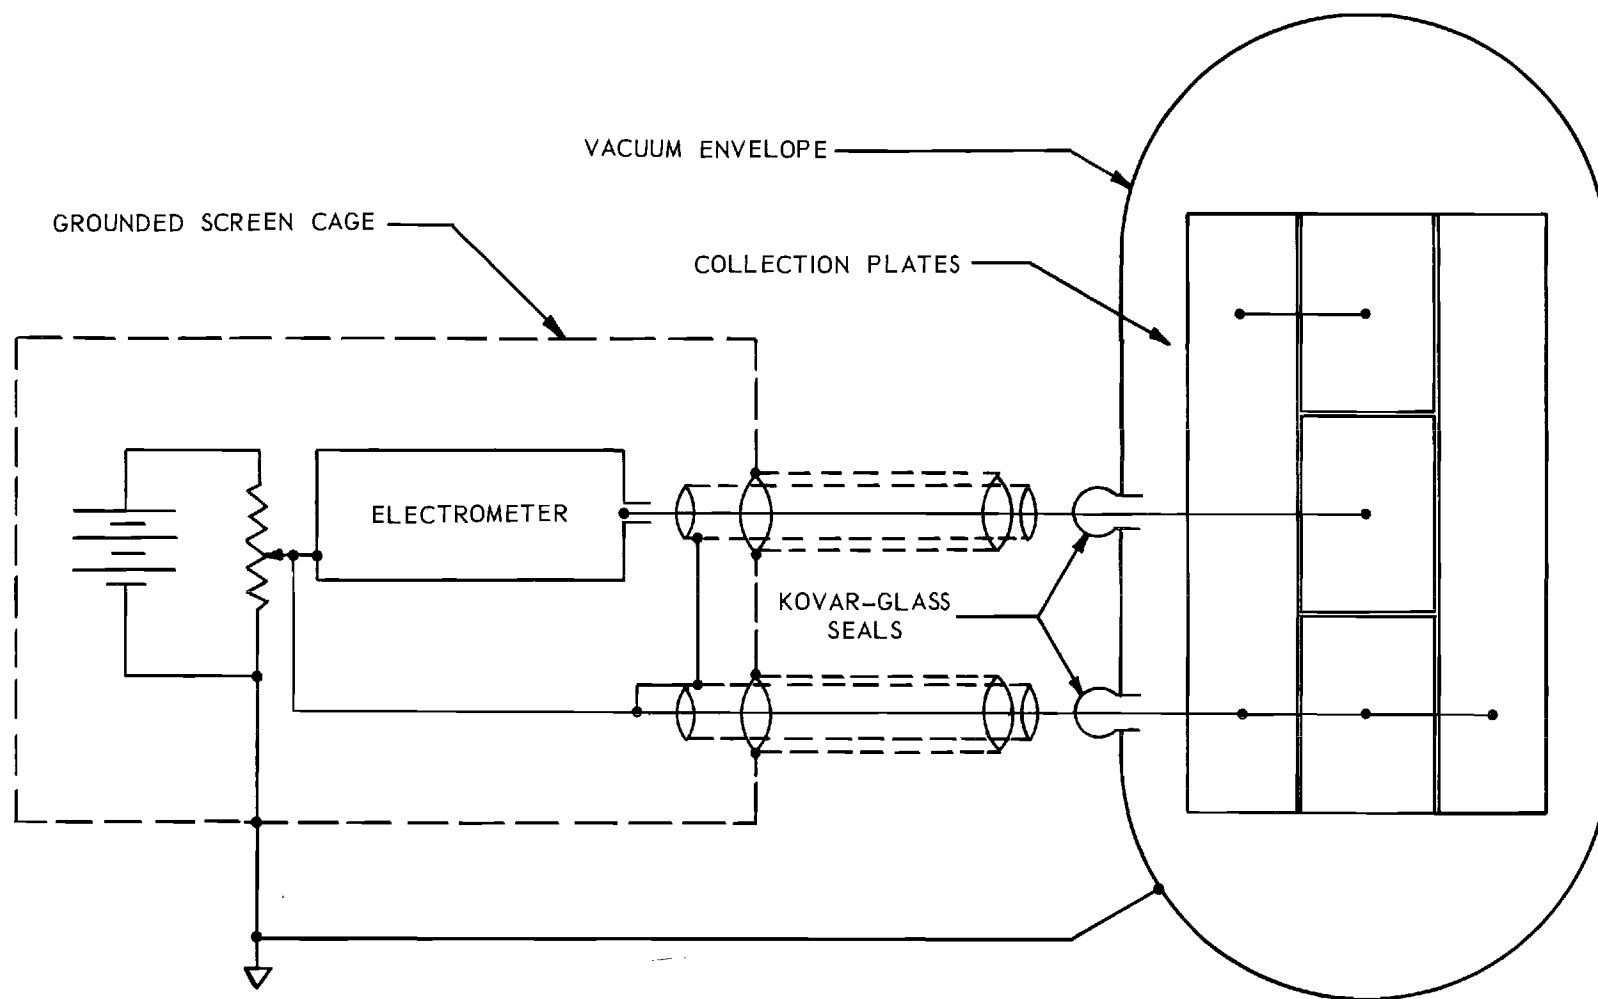 VACUUM ENVELOPE
GROUNDED SCREEN CAGE
COLLECTION PLATES
ELECTROMETER
KOVAR-GLASS
SEALS